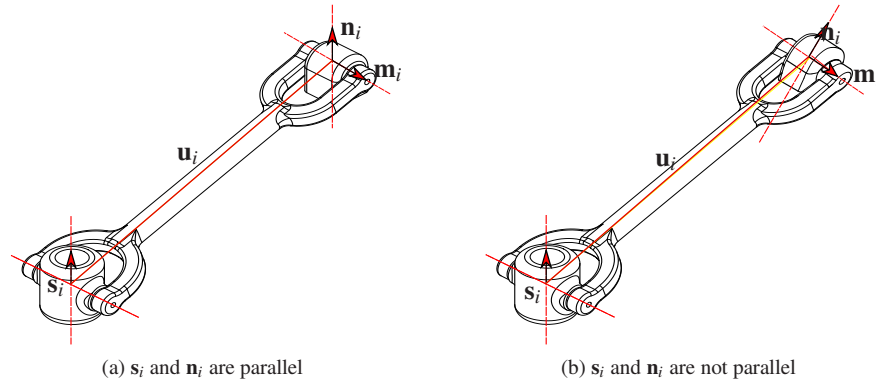 n_i
m_i
u_i
s_i
(a) s_i and n_i are parallel
n_i
m
u_i
s_i
(b) s_i and n_i are not parallel